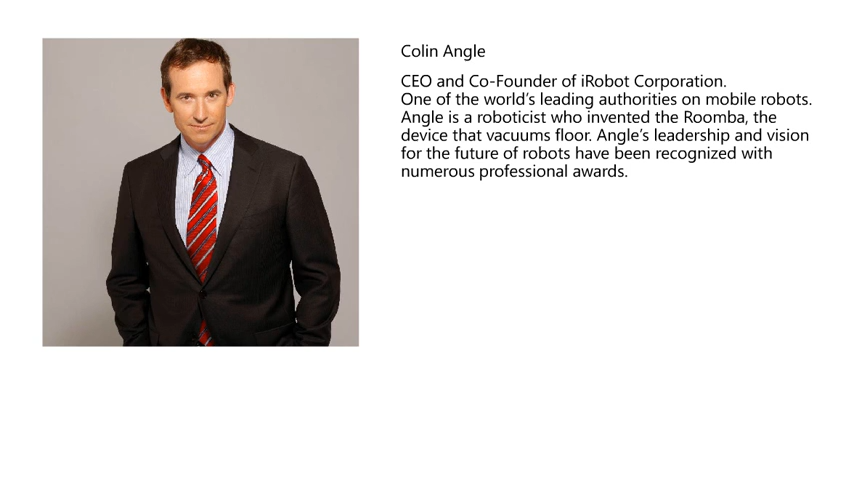 Colin Angle
CEO and Co-Founder of iRobot Corporation.
One of the world's leading authorities on mobile robots.
Angle is a roboticist who invented the Roomba, the
device that vacuums floor. Angle's leadership and vision
for the future of robots have been recognized with
numerous professional awards.